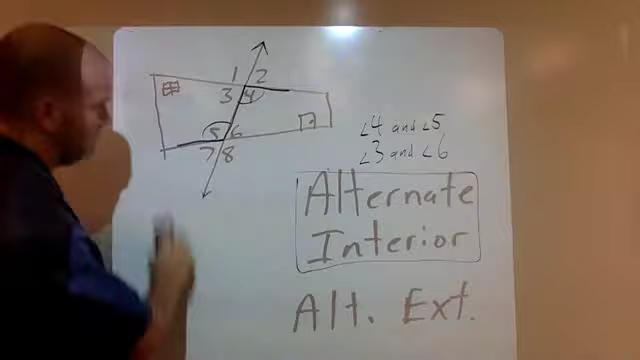 1 2
3 4
5 6
7 8
∠4 and ∠5
∠3 and ∠6
Alternate
Interior
Alt. Ext.